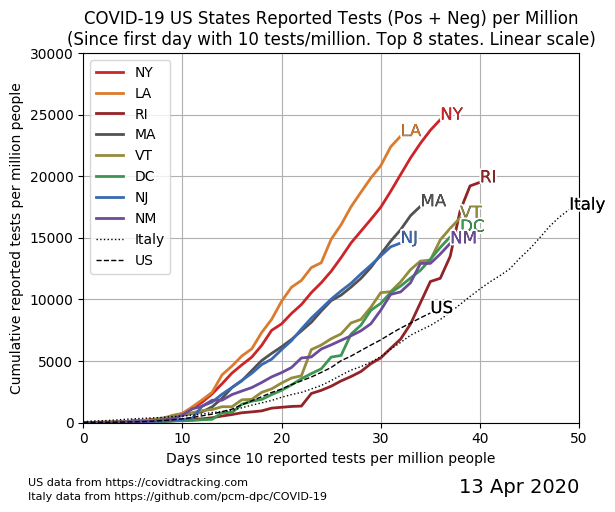 COVID-19 US States Reported Tests (Pos + Neg) per Million
(Since first day with 10 tests/million. Top 8 states. Linear scale)
Cumulative reported tests per million people
30000
25000
20000
15000
10000
5000
0
NY
LA
RI
MA
VT
DC
NJ
NM
Italy
US
NY
LA
RI
MA
Italy
VT
DC
NJ
NM
US
0 10 20 30 40 50
Days since 10 reported tests per million people
US data from https://covidtracking.com
Italy data from https://github.com/pcm-dpc/COVID-19
13 Apr 2020